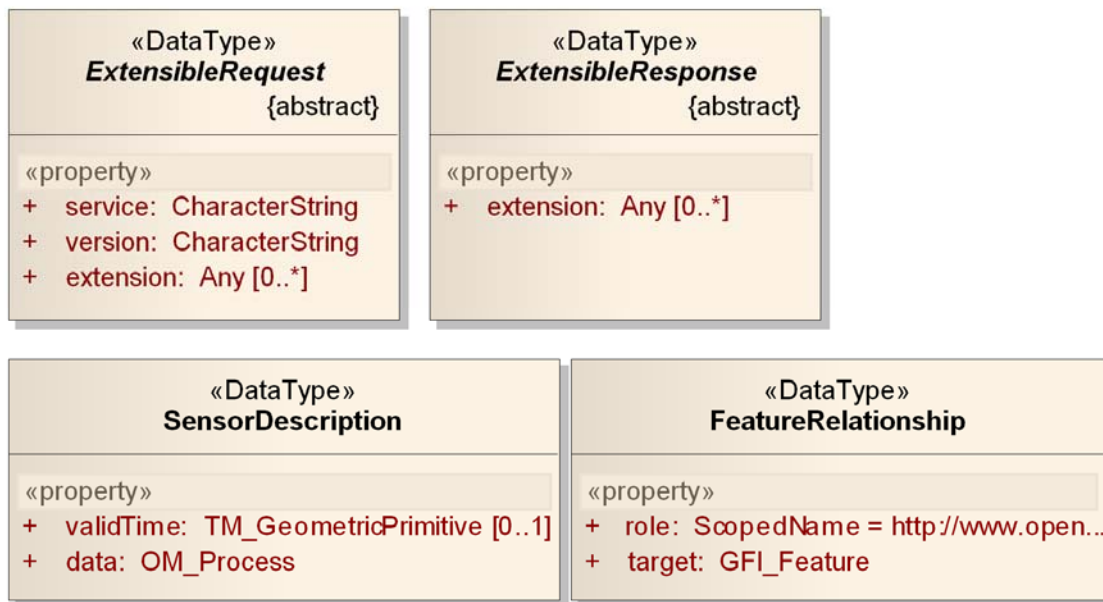 «DataType»
ExtensibleRequest
{abstract}
«property»
+ service: CharacterString
+ version: CharacterString
+ extension: Any [0..*]
«DataType»
ExtensibleResponse
{abstract}
«property»
+ extension: Any [0..*]
«DataType»
SensorDescription
«property»
+ validTime: TM_GeometricPrimitive [0..1]
+ data: OM_Process
«DataType»
FeatureRelationship
«property»
+ role: ScopedName = http://www.open...
+ target: GFI_Feature